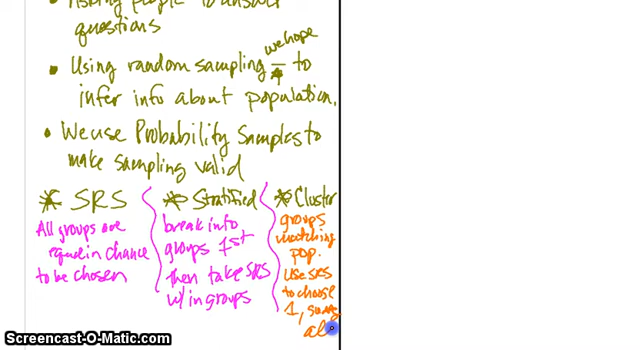 Asking people to answer
questions
• Using random sampling we hope to
infer info about population.
• We use Probability Samples to
make sampling valid
* SRS
All groups are
equal in chance
to be chosen
* Stratified
break into
groups 1st
then take SRS
w/in groups
* Cluster
groups
matching
pop.
use SRS
to choose
1, survey
all
Screencast-O-Matic.com